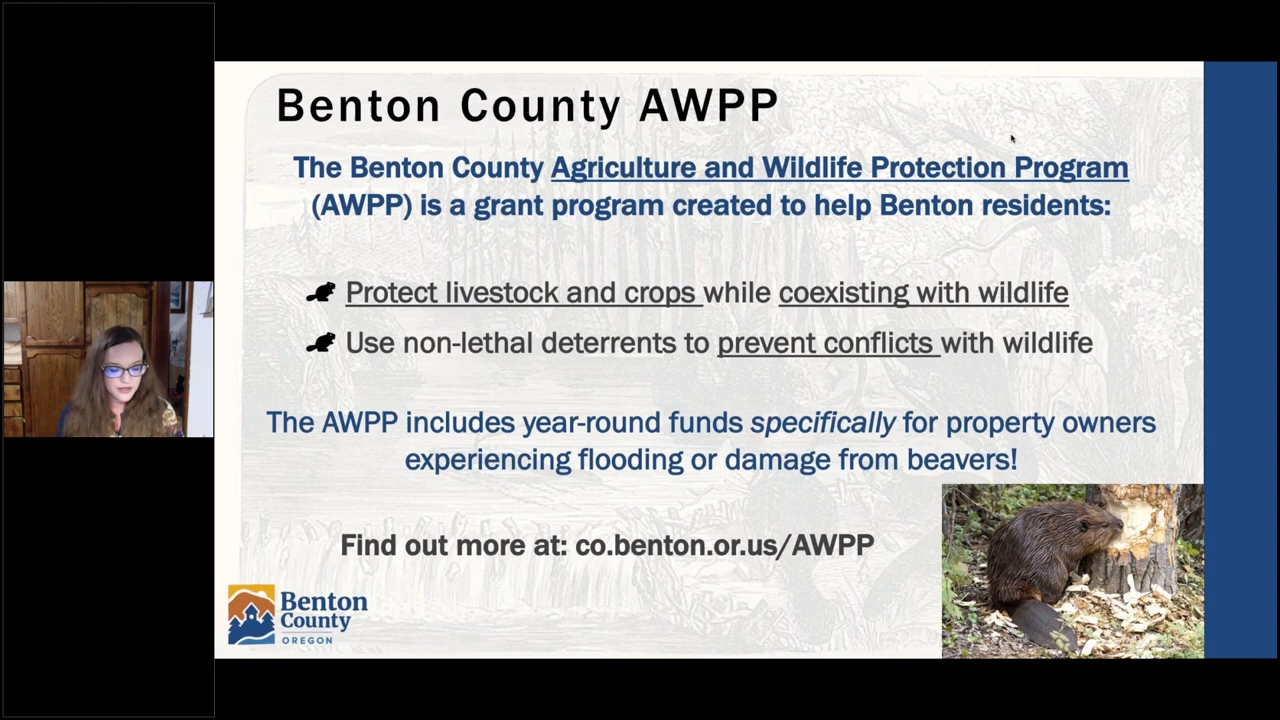 Benton County AWPP
The Benton County Agriculture and Wildlife Protection Program
(AWPP) is a grant program created to help Benton residents:
Protect livestock and crops while coexisting with wildlife
Use non-lethal deterrents to prevent conflicts with wildlife
The AWPP includes year-round funds specifically for property owners
experiencing flooding or damage from beavers!
Find out more at: co.benton.or.us/AWPP
Benton
County
OREGON